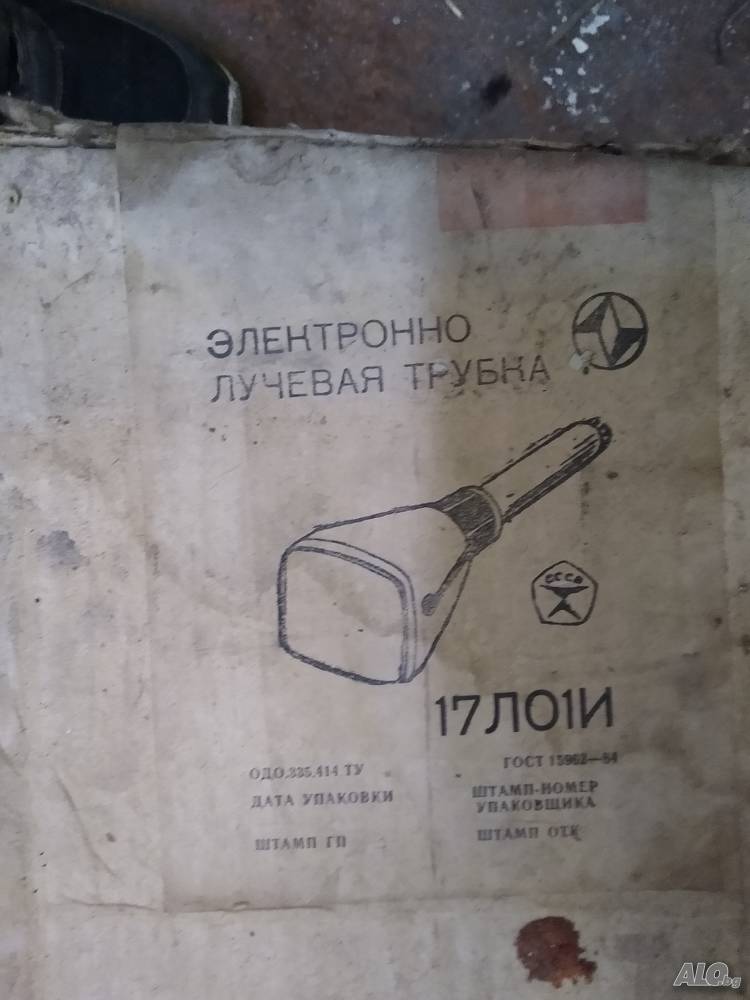 ЭЛЕКТРОННО
ЛУЧЕВАЯ ТРУБКА
СССР
17ЛО1И
ОДО.335.414 ТУ
ГОСТ 15962—84
ДАТА УПАКОВКИ
ШТАМП-НОМЕР
УПАКОВЩИКА
ШТАМП ГП
ШТАМП ОТК
ALO.bg